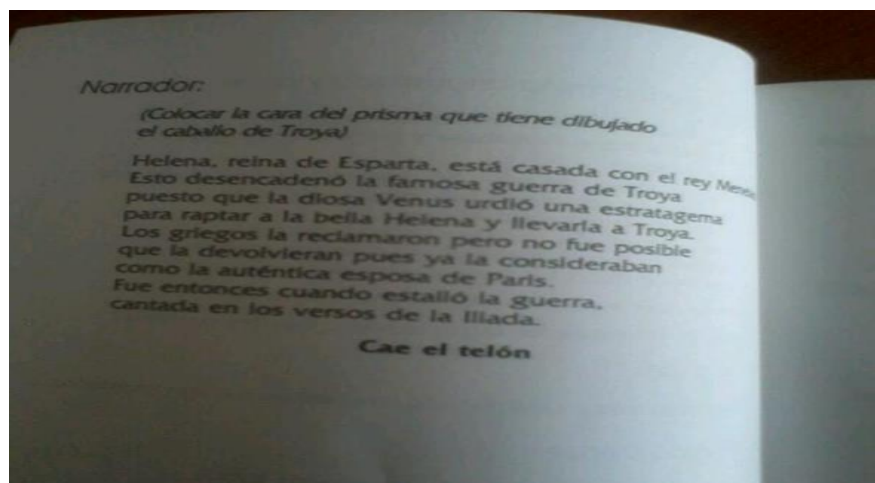 Narrador:
(Colocar la cara del prisma que tiene dibujado
el caballo de Troya)
Helena, reina de Esparta, está casada con el rey
Esto desencadenó la famosa guerra de Troya
puesto que la diosa Venus urdió una estratagema
para raptar a la bella Helena y llevarla a Troya.
Los griegos la reclamaron pero no fue posible
que la devolvieran pues ya la consideraban
como la auténtica esposa de Paris.
Fue entonces cuando estalló la guerra,
cantada en los versos de la Iliada.
Cae el telón